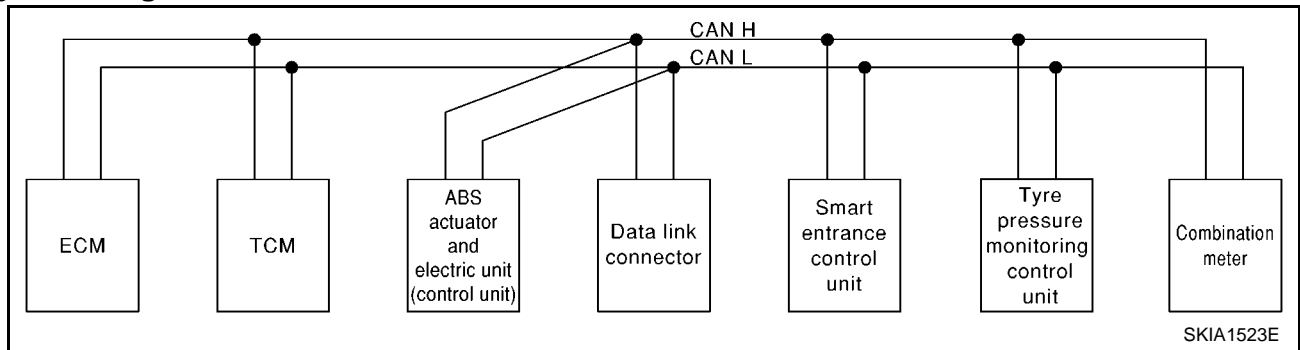 CAN H
CAN L
ECM
TCM
ABS
actuator
and
electric unit
(control unit)
Data link
connector
Smart
entrance
control
unit
Tyre
pressure
monitoring
control
unit
Combination
meter
SKIA1523E